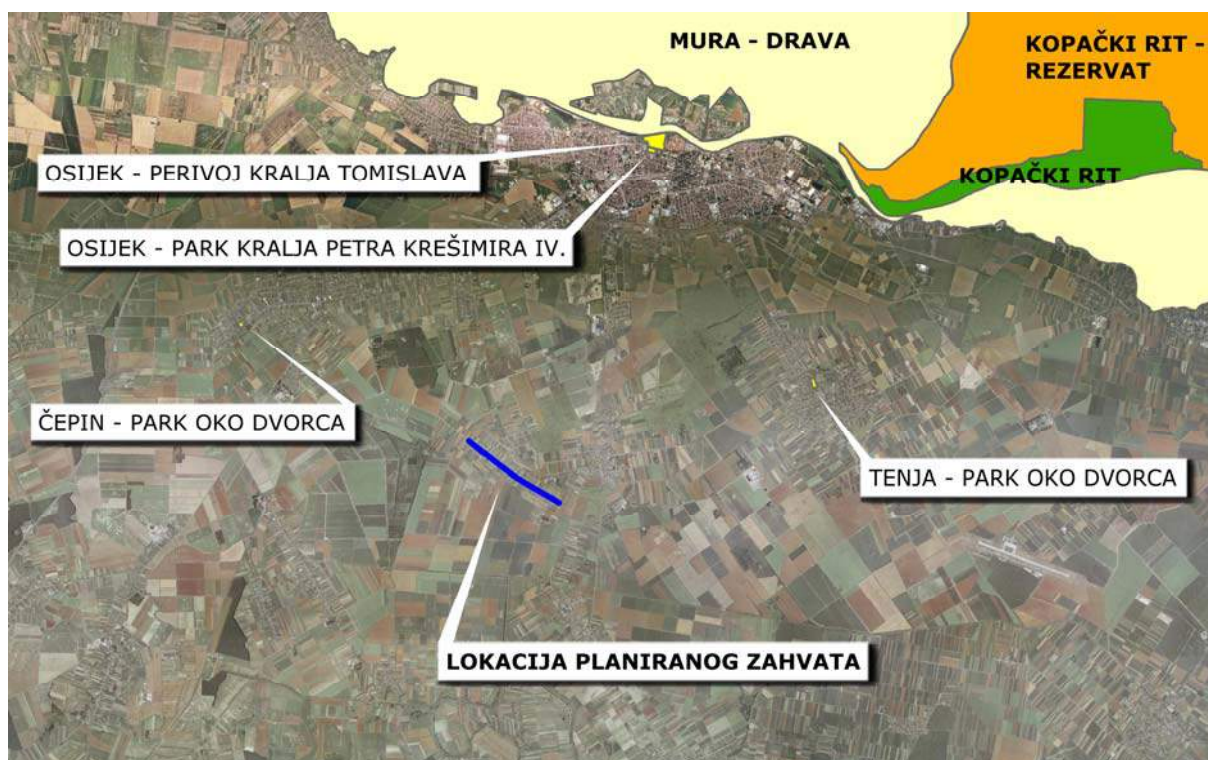 MURA - DRAVA
KOPAČKI RIT -
REZERVAT
OSIJEK - PERIVOJ KRALJA TOMISLAVA
KOPAČKI RIT
OSIJEK - PARK KRALJA PETRA KREŠIMIRA IV.
ČEPIN - PARK OKO DVORCA
TENJA - PARK OKO DVORCA
LOKACIJA PLANIRANOG ZAHVATA